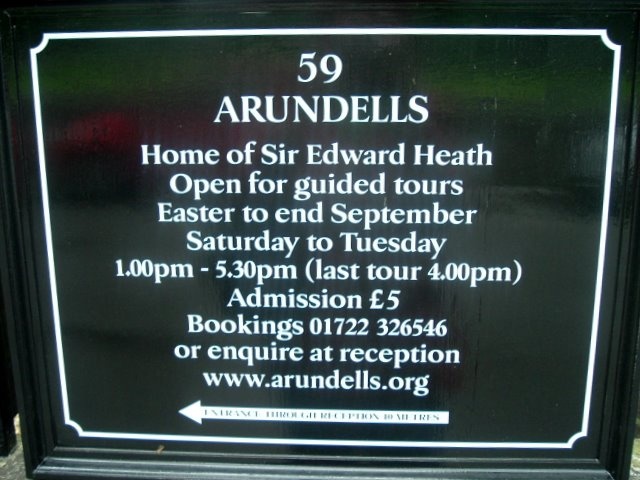 59
ARUNDELLS
Home of Sir Edward Heath
Open for guided tours
Easter to end September
Saturday to Tuesday
1.00pm - 5.30pm (last tour 4.00pm)
Admission £5
Bookings 01722 326546
or enquire at reception
www.arundells.org
ENTRANCE THROUGH RECEPTION 10 METRES